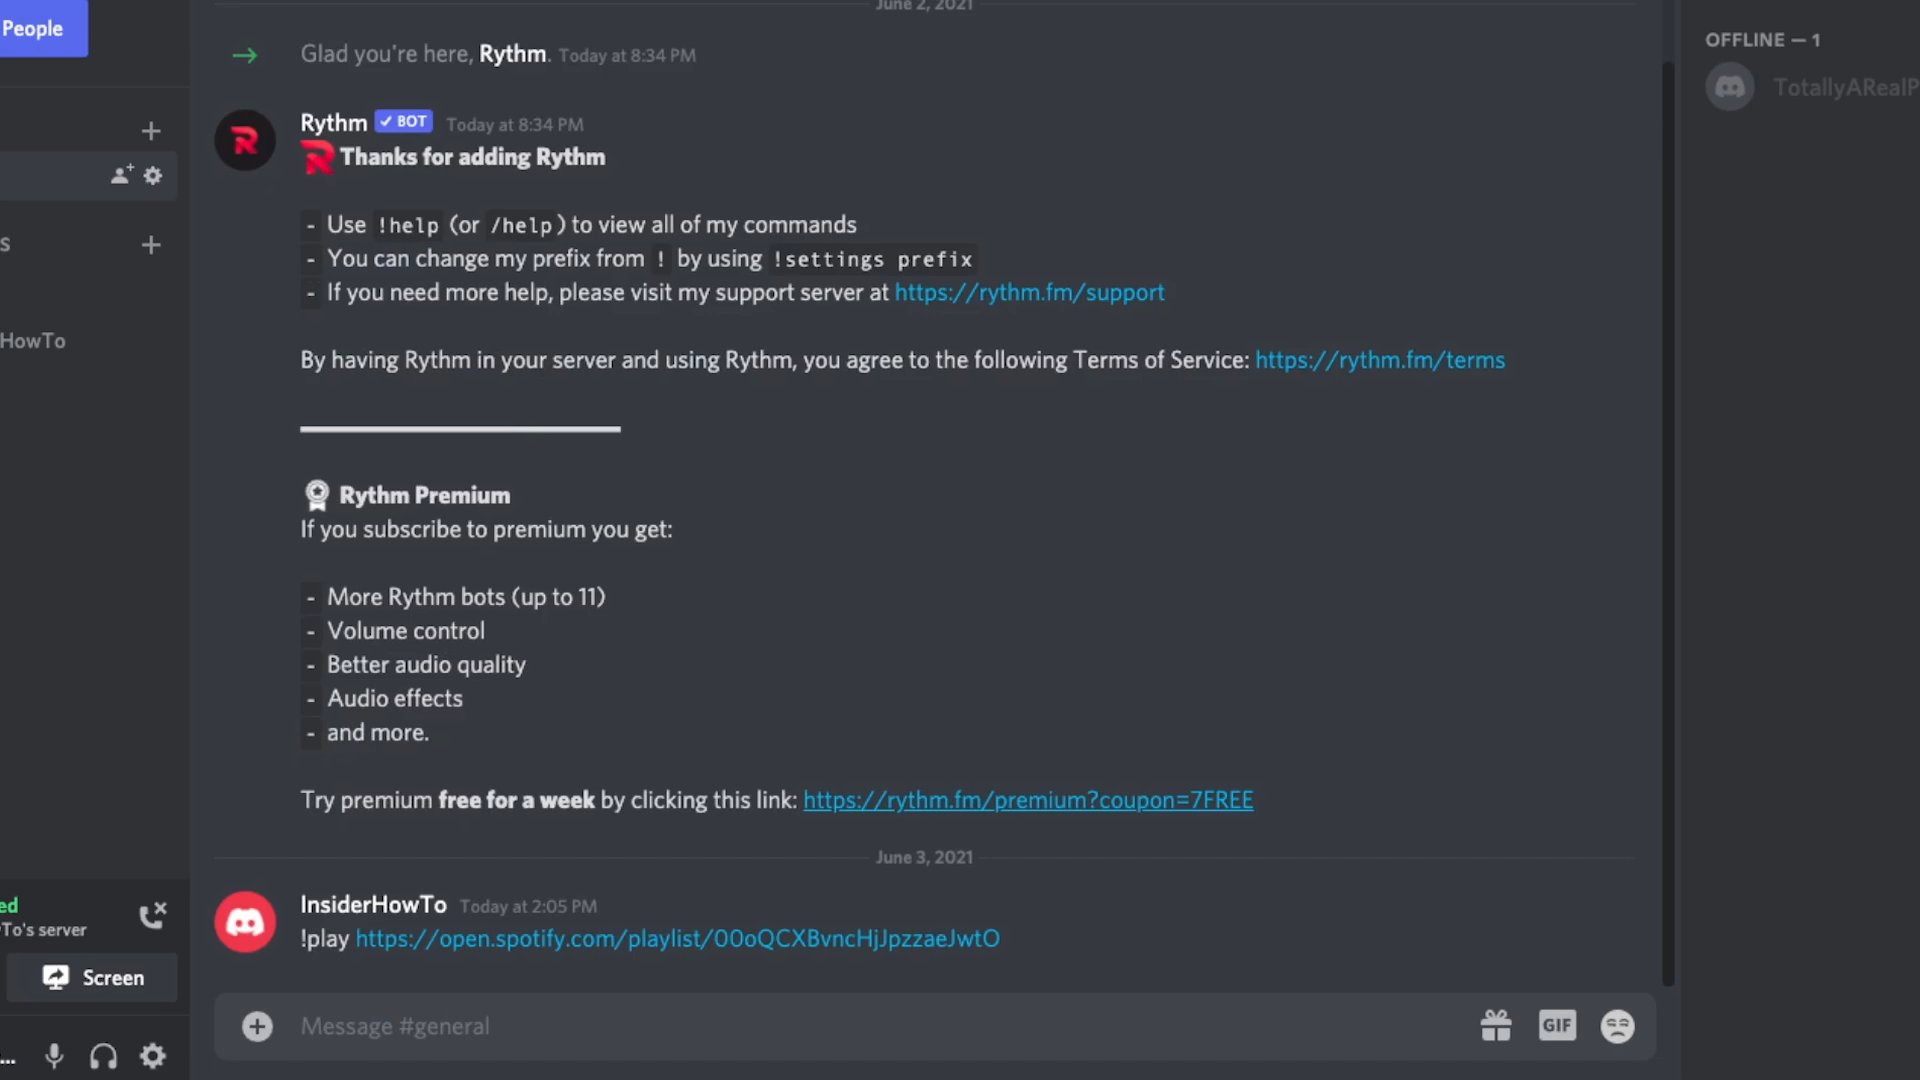 June 2, 2021
People
Glad you're here, Rythm. Today at 8:34 PM
OFFLINE — 1
TotallyARealP
Rythm ✓ BOT Today at 8:34 PM
Thanks for adding Rythm
- Use !help (or /help) to view all of my commands
- You can change my prefix from ! by using !settings prefix
- If you need more help, please visit my support server at https://rythm.fm/support
s
HowTo
By having Rythm in your server and using Rythm, you agree to the following Terms of Service: https://rythm.fm/terms
Rythm Premium
If you subscribe to premium you get:
- More Rythm bots (up to 11)
- Volume control
- Better audio quality
- Audio effects
- and more.
Try premium free for a week by clicking this link: https://rythm.fm/premium?coupon=7FREE
June 3, 2021
InsiderHowTo Today at 2:05 PM
!play https://open.spotify.com/playlist/00oQCXBvncHjJpzzaeJwtO
ed
To's server
Screen
Message #general
GIF
...